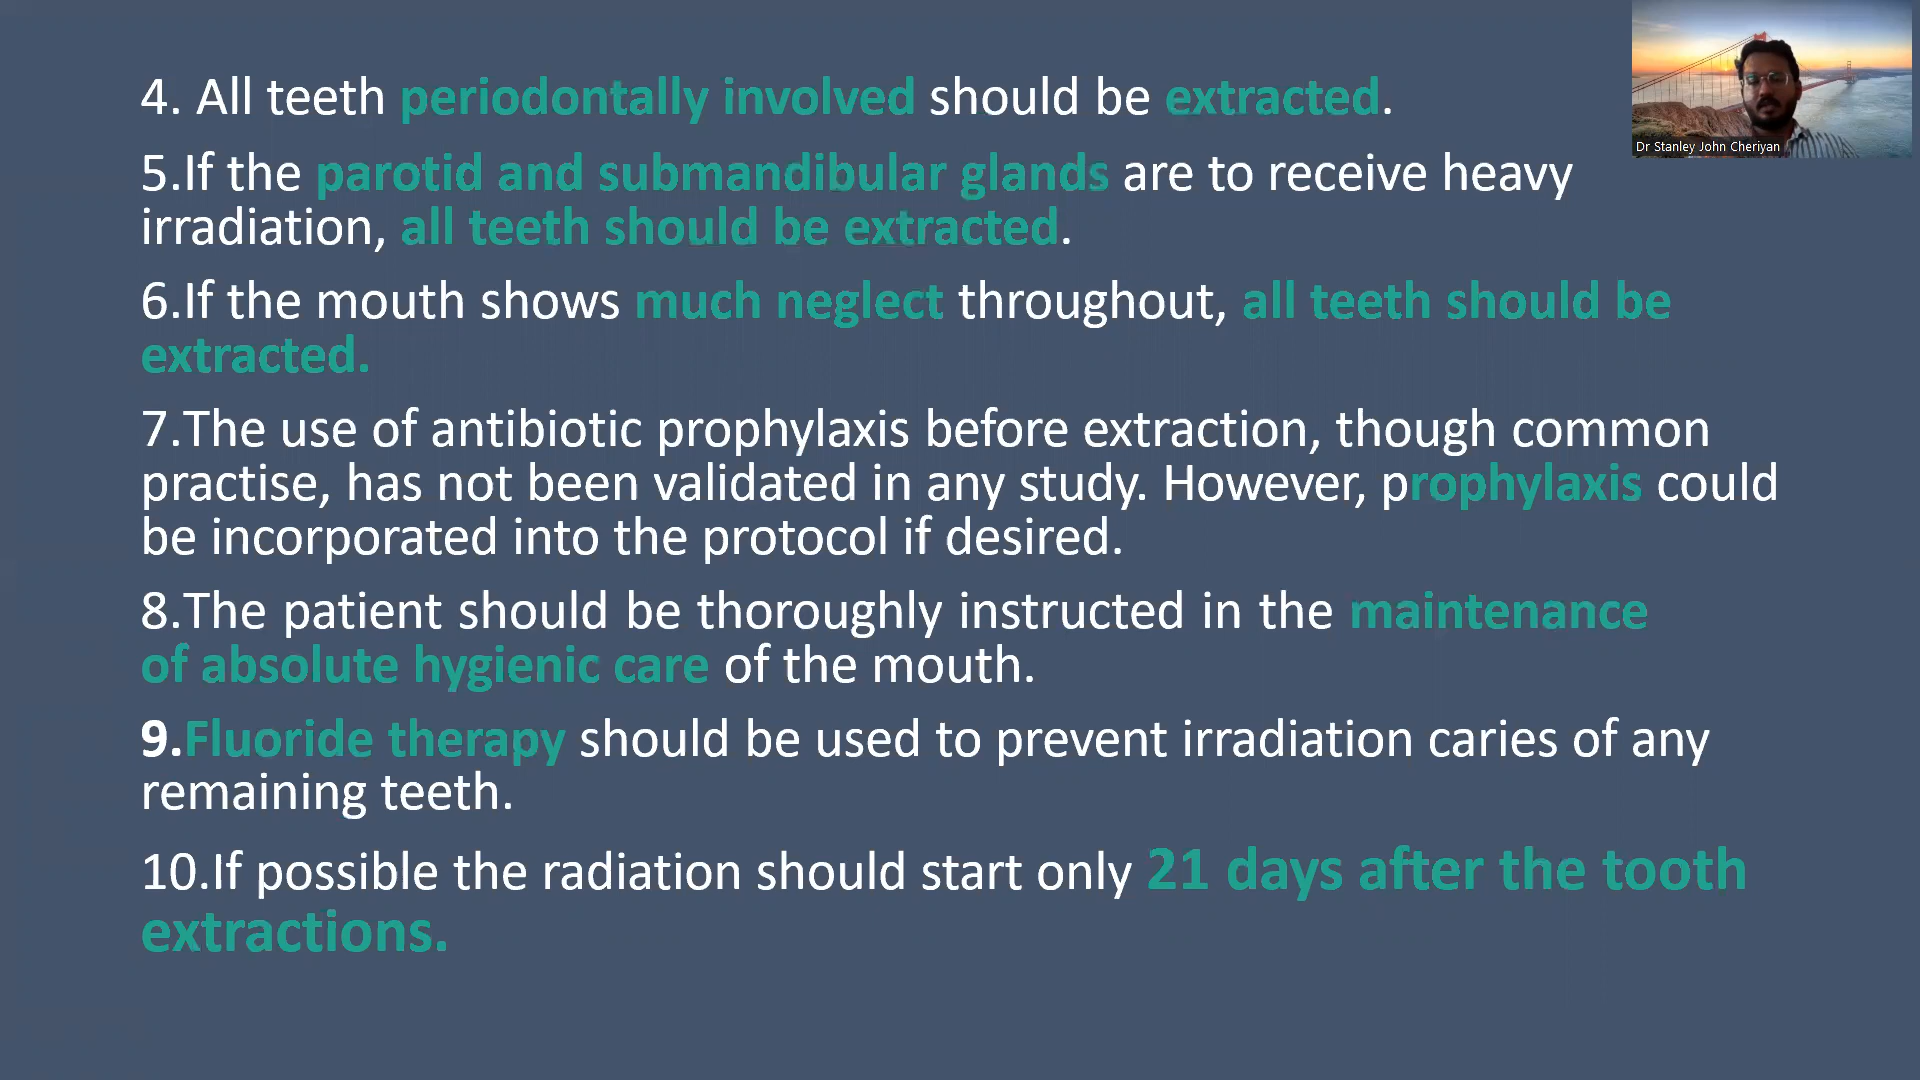 4. All teeth periodontally involved should be extracted.
5.If the parotid and submandibular glands are to receive heavy
irradiation, all teeth should be extracted.
6.If the mouth shows much neglect throughout, all teeth should be
extracted.
7.The use of antibiotic prophylaxis before extraction, though common
practise, has not been validated in any study. However, prophylaxis could
be incorporated into the protocol if desired.
8.The patient should be thoroughly instructed in the maintenance
of absolute hygienic care of the mouth.
9.Fluoride therapy should be used to prevent irradiation caries of any
remaining teeth.
10.If possible the radiation should start only 21 days after the tooth
extractions.
Dr Stanley John Cheriyan